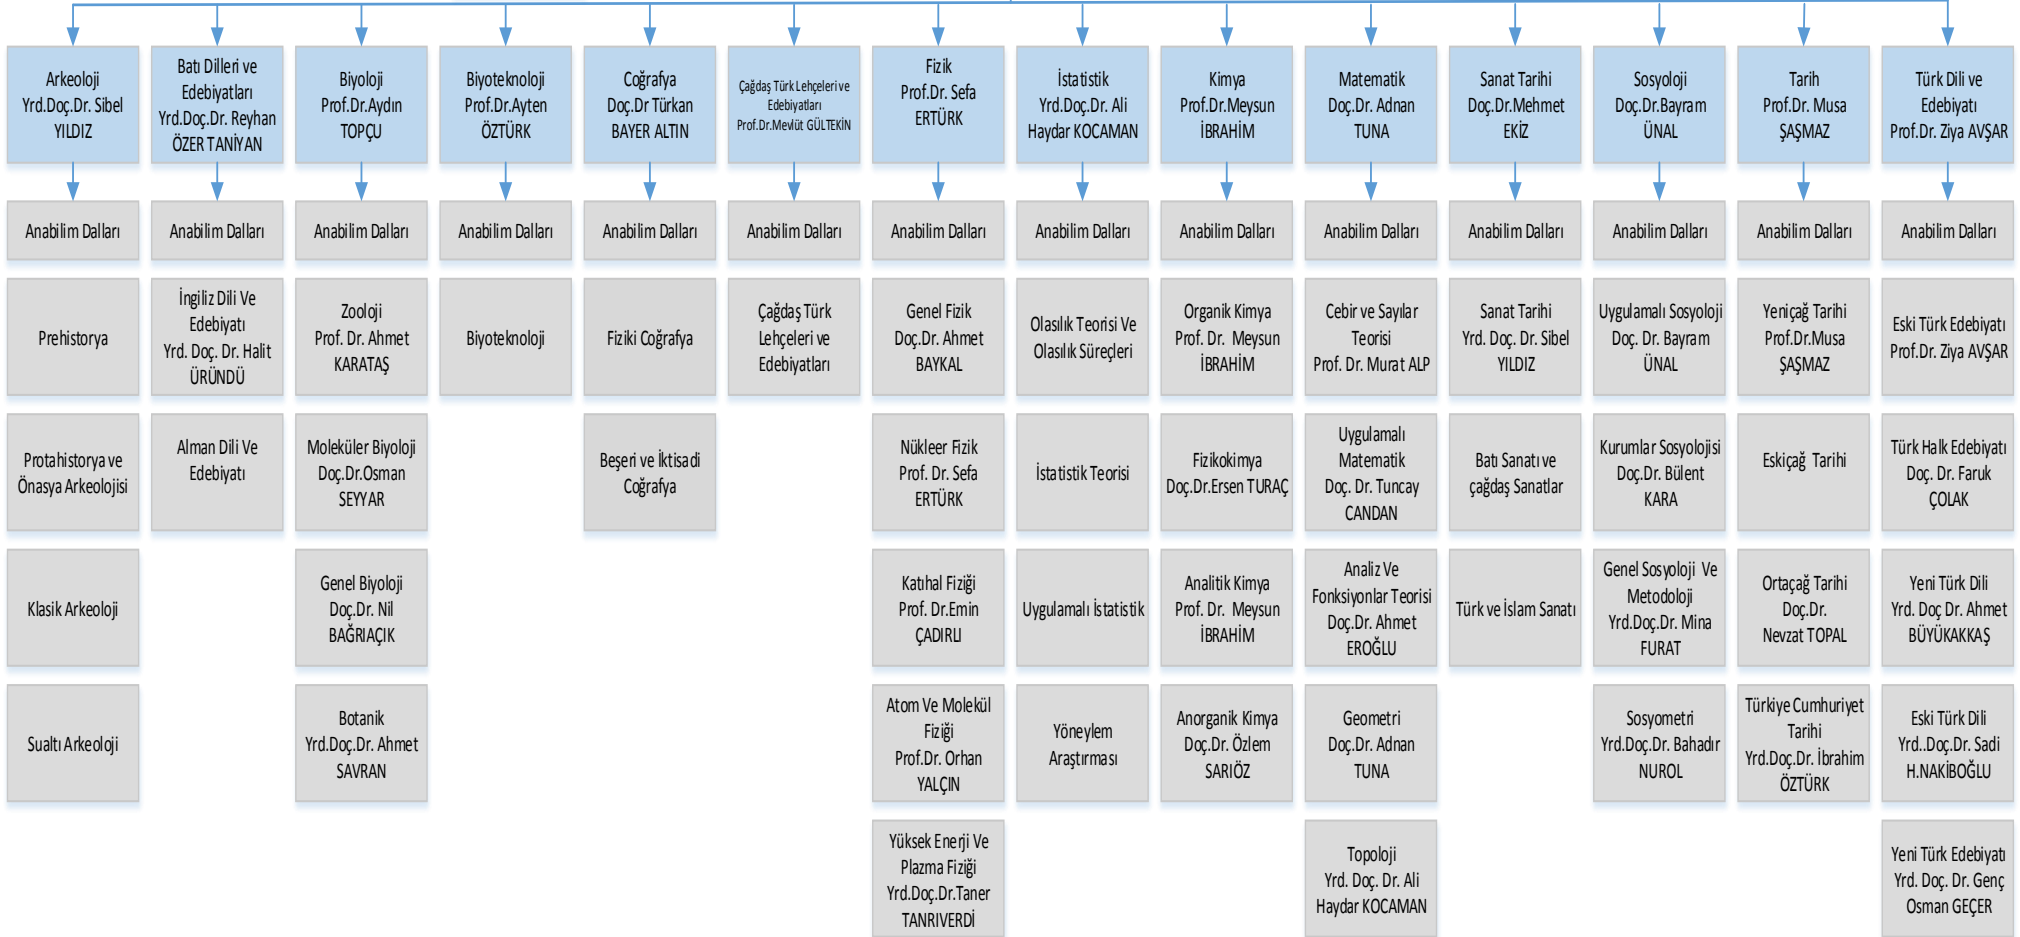 Arkeoloji
Yrd.Doç.Dr. Sibel
YILDIZ
Batı Dilleri ve
Edebiyatları
Yrd.Doç.Dr. Reyhan
ÖZER TANİYAN
Biyoloji
Prof.Dr.Aydın
TOPÇU
Biyoteknoloji
Prof.Dr.Ayten
ÖZTÜRK
Coğrafya
Doç.Dr Türkan
BAYER ALTIN
Çağdaş Türk Lehçeleri ve
Edebiyatları
Prof.Dr.Mevlüt GÜLTEKİN
Fizik
Prof.Dr. Sefa
ERTÜRK
İstatistik
Yrd.Doç.Dr. Ali
Haydar KOCAMAN
Kimya
Prof.Dr.Meysun
İBRAHİM
Matematik
Doç.Dr. Adnan
TUNA
Sanat Tarihi
Doç.Dr.Mehmet
EKİZ
Sosyoloji
Doç.Dr.Bayram
ÜNAL
Tarih
Prof.Dr. Musa
ŞAŞMAZ
Türk Dili ve
Edebiyatı
Prof.Dr. Ziya AVŞAR
Anabilim Dalları
Anabilim Dalları
Anabilim Dalları
Anabilim Dalları
Anabilim Dalları
Anabilim Dalları
Anabilim Dalları
Anabilim Dalları
Anabilim Dalları
Anabilim Dalları
Anabilim Dalları
Anabilim Dalları
Anabilim Dalları
Anabilim Dalları
Prehistorya
İngiliz Dili Ve
Edebiyatı
Yrd. Doç. Dr. Halit
ÜRÜNDÜ
Zooloji
Prof. Dr. Ahmet
KARATAŞ
Biyoteknoloji
Fiziki Coğrafya
Çağdaş Türk
Lehçeleri ve
Edebiyatları
Genel Fizik
Doç.Dr. Ahmet
BAYKAL
Olasılık Teorisi Ve
Olasılık Süreçleri
Organik Kimya
Prof. Dr. Meysun
İBRAHİM
Cebir ve Sayılar
Teorisi
Prof. Dr. Murat ALP
Sanat Tarihi
Yrd. Doç. Dr. Sibel
YILDIZ
Uygulamalı Sosyoloji
Doç. Dr. Bayram
ÜNAL
Yeniçağ Tarihi
Prof.Dr.Musa
ŞAŞMAZ
Eski Türk Edebiyatı
Prof.Dr. Ziya AVŞAR
Protahistorya ve
Önasya Arkeolojisi
Alman Dili Ve
Edebiyatı
Moleküler Biyoloji
Doç.Dr.Osman
SEYYAR
Beşeri ve İktisadi
Coğrafya
Nükleer Fizik
Prof. Dr. Sefa
ERTÜRK
İstatistik Teorisi
Fizikokimya
Doç.Dr.Ersen TURAÇ
Uygulamalı
Matematik
Doç. Dr. Tuncay
CANDAN
Batı Sanatı ve
çağdaş Sanatlar
Kurumlar Sosyolojisi
Doç.Dr. Bülent
KARA
Eskiçağ Tarihi
Türk Halk Edebiyatı
Doç. Dr. Faruk
ÇOLAK
Klasik Arkeoloji
Genel Biyoloji
Doç.Dr. Nil
BAĞRIAÇIK
Katıhal Fiziği
Prof. Dr.Emin
ÇADIRLI
Uygulamalı İstatistik
Analitik Kimya
Prof. Dr. Meysun
İBRAHİM
Analiz Ve
Fonksiyonlar Teorisi
Doç.Dr. Ahmet
EROĞLU
Türk ve İslam Sanatı
Genel Sosyoloji Ve
Metodoloji
Yrd.Doç.Dr. Mina
FURAT
Ortaçağ Tarihi
Doç.Dr.
Nevzat TOPAL
Yeni Türk Dili
Yrd. Doç Dr. Ahmet
BÜYÜKAKKAŞ
Sualtı Arkeoloji
Botanik
Yrd.Doç.Dr. Ahmet
SAVRAN
Atom Ve Molekül
Fiziği
Prof.Dr. Orhan
YALÇIN
Yöneylem
Araştırması
Anorganik Kimya
Doç.Dr. Özlem
SARIÖZ
Geometri
Doç.Dr. Adnan
TUNA
Sosyometri
Yrd.Doç.Dr. Bahadır
NUROL
Türkiye Cumhuriyet
Tarihi
Yrd.Doç.Dr. İbrahim
ÖZTÜRK
Eski Türk Dili
Yrd..Doç.Dr. Sadi
H.NAKİBOĞLU
Yüksek Enerji Ve
Plazma Fiziği
Yrd.Doç.Dr.Taner
TANRIVERDİ
Topoloji
Yrd. Doç. Dr. Ali
Haydar KOCAMAN
Yeni Türk Edebiyatı
Yrd. Doç. Dr. Genç
Osman GEÇER